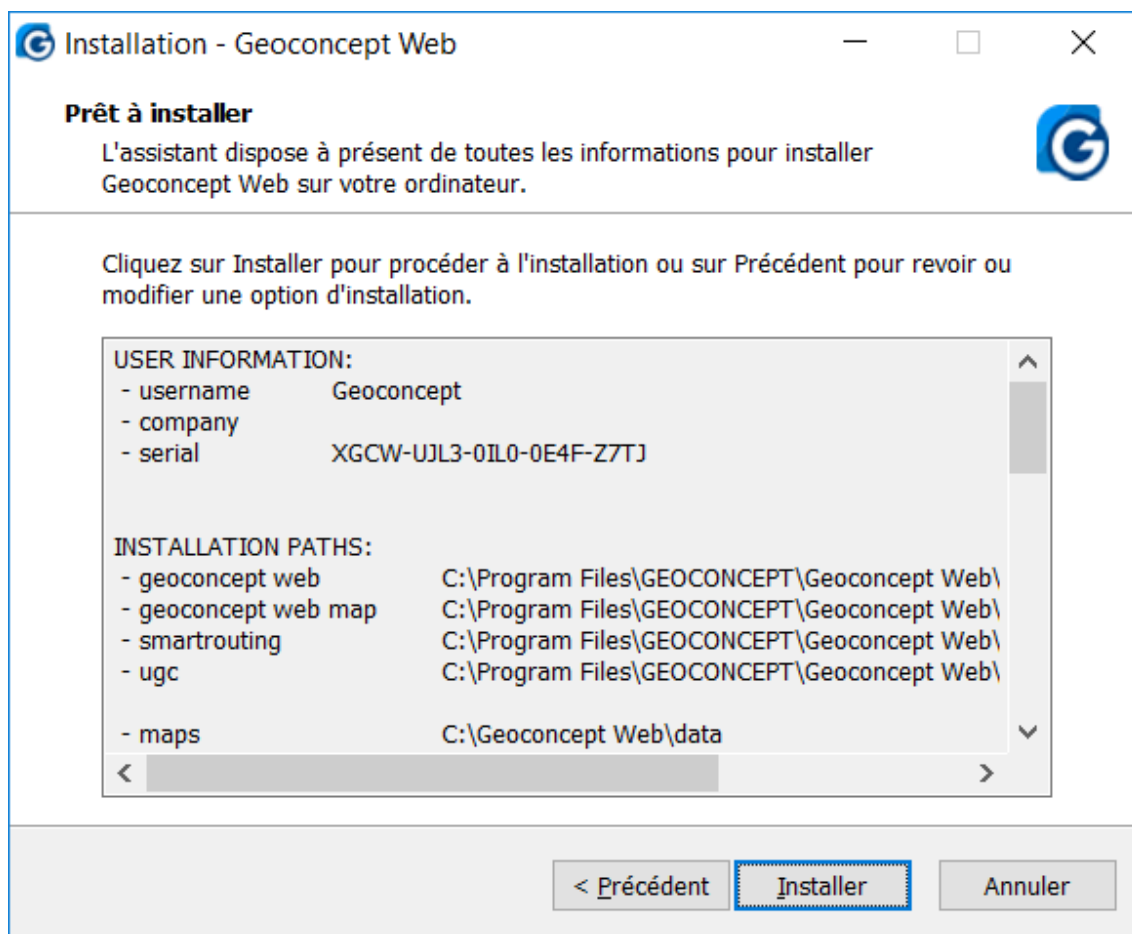 Installation - Geoconcept Web
Prêt à installer
L'assistant dispose à présent de toutes les informations pour installer
Geoconcept Web sur votre ordinateur.
Cliquez sur Installer pour procéder à l'installation ou sur Précédent pour revoir ou
modifier une option d'installation.
USER INFORMATION:
- username Geoconcept
- company
- serial XGCW-UJL3-0IL0-0E4F-Z7TJ
INSTALLATION PATHS:
- geoconcept web C:\Program Files\GEOCONCEPT\Geoconcept Web\
- geoconcept web map C:\Program Files\GEOCONCEPT\Geoconcept Web\
- smartrouting C:\Program Files\GEOCONCEPT\Geoconcept Web\
- ugc C:\Program Files\GEOCONCEPT\Geoconcept Web\
- maps C:\Geoconcept Web\data
< Précédent Installer Annuler